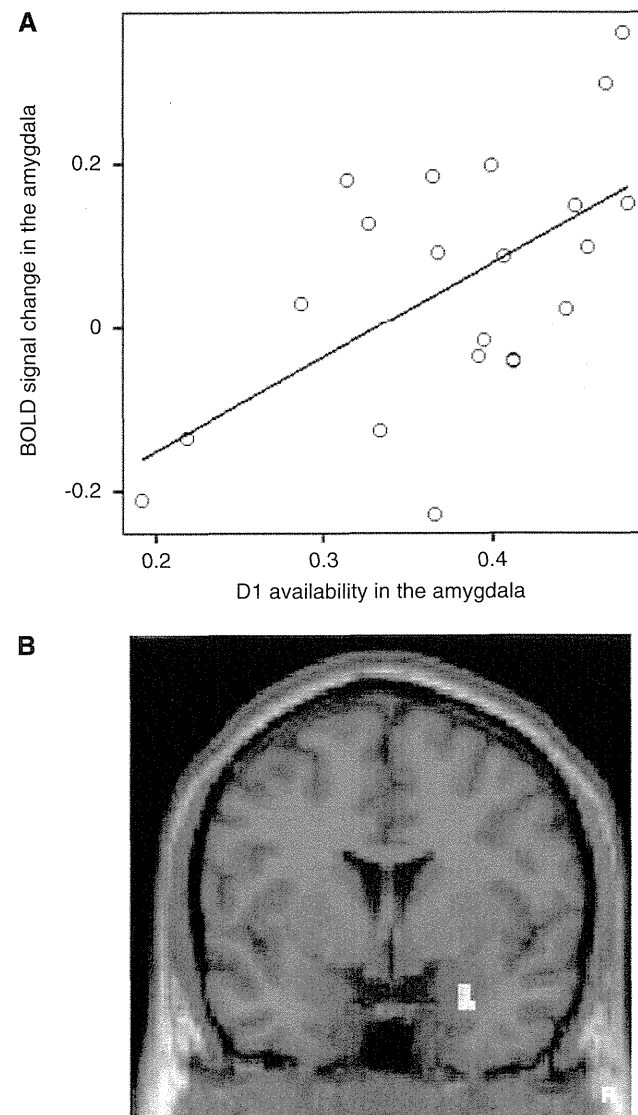 A
BOLD signal change in the amygdala
0.2
0
-0.2
0.2
0.3
0.4
D1 availability in the amygdala
B
R